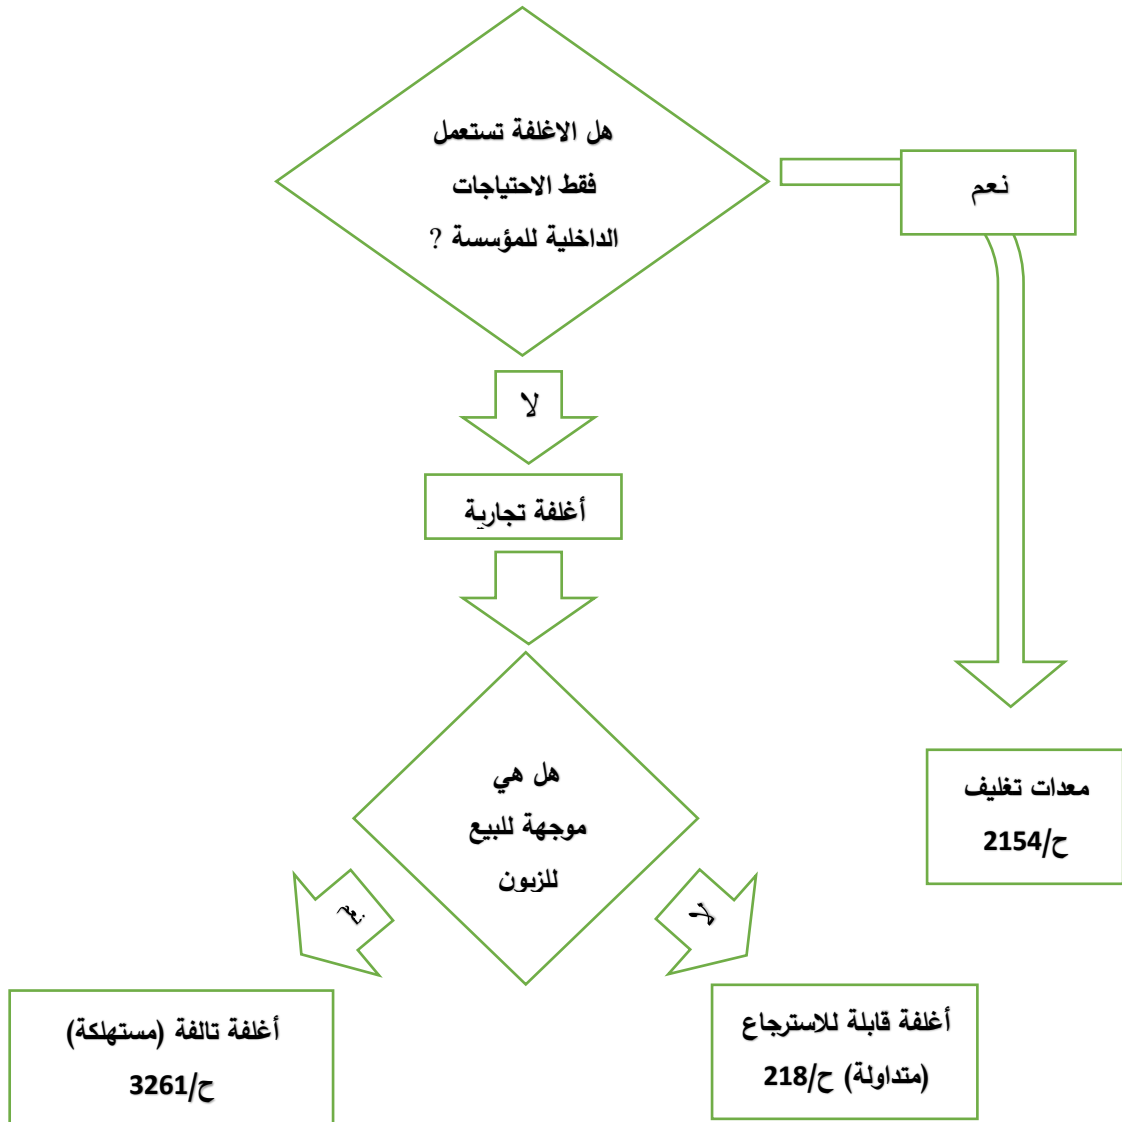 هل الاغلفة تستعمل
فقط الاحتياجات
الداخلية للمؤسسة ?
نعم
لا
أغلفة تجارية
هل هي
موجهة للبيع
للزبون
معدات تغليف
ح/2154
نعم
لا
أغلفة قابلة للاسترجاع
(متداولة) ح/218
أغلفة تالفة (مستهلكة)
ح/3261